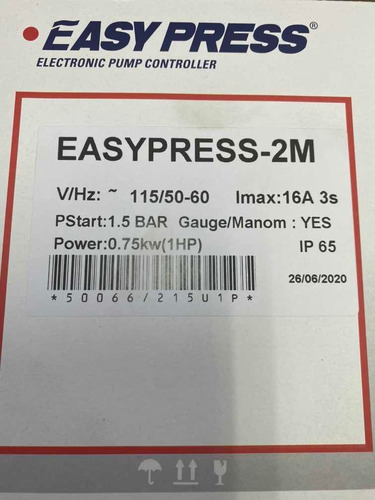 EASY PRESS®
ELECTRONIC PUMP CONTROLLER
EASYPRESS-2M
V/Hz: ~ 115/50-60 Imax:16A 3s
PStart:1.5 BAR Gauge/Manom : YES
Power:0.75kw(1HP) IP 65
26/06/2020
*50066/215U1P*